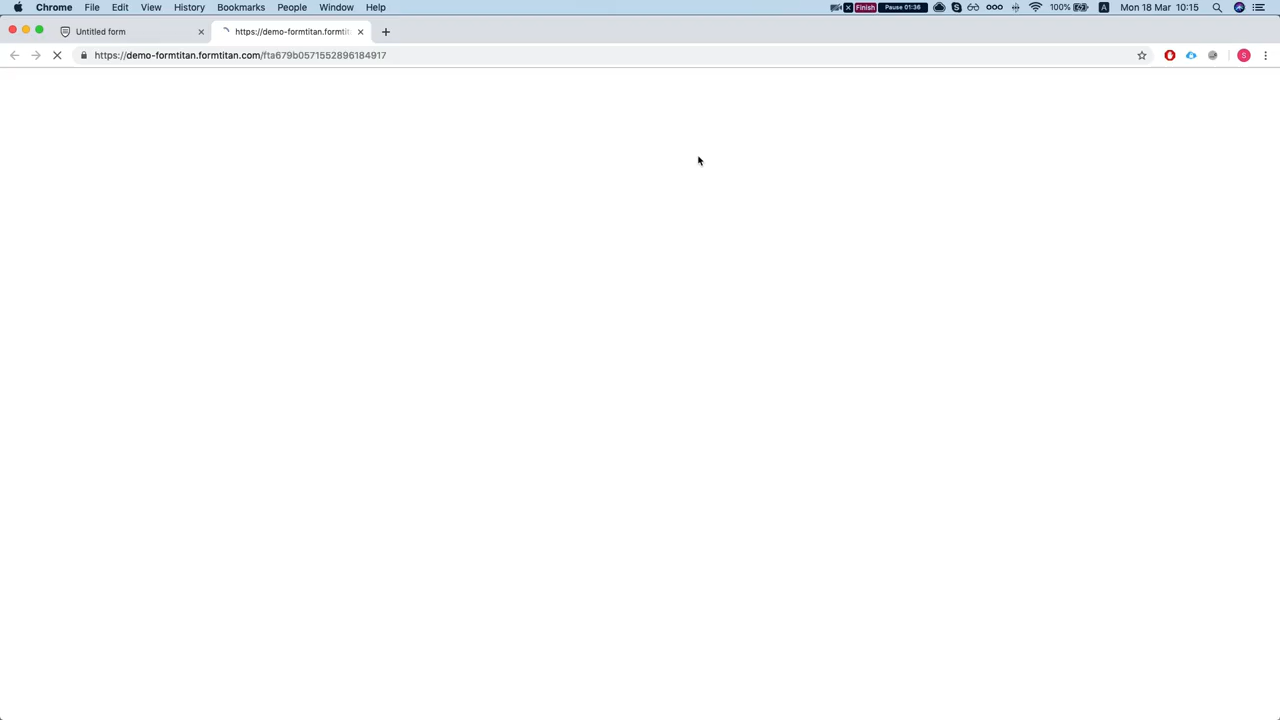 Chrome File Edit View History Bookmarks People Window Help Finish Pause 01:36 S 100% A Mon 18 Mar 10:15
Untitled form https://demo-formtitan.formtit
https://demo-formtitan.formtitan.com/fta679b0571552896184917 S